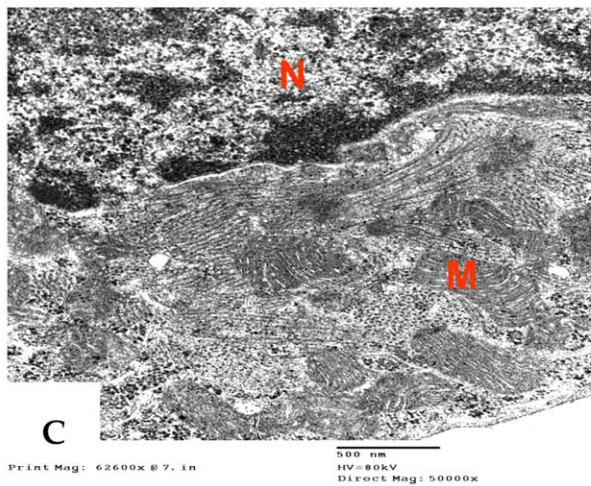 N
M
C
500 nm
Print Mag: 62600x @ 7. in
HV=80kV
Direct Mag: 50000x